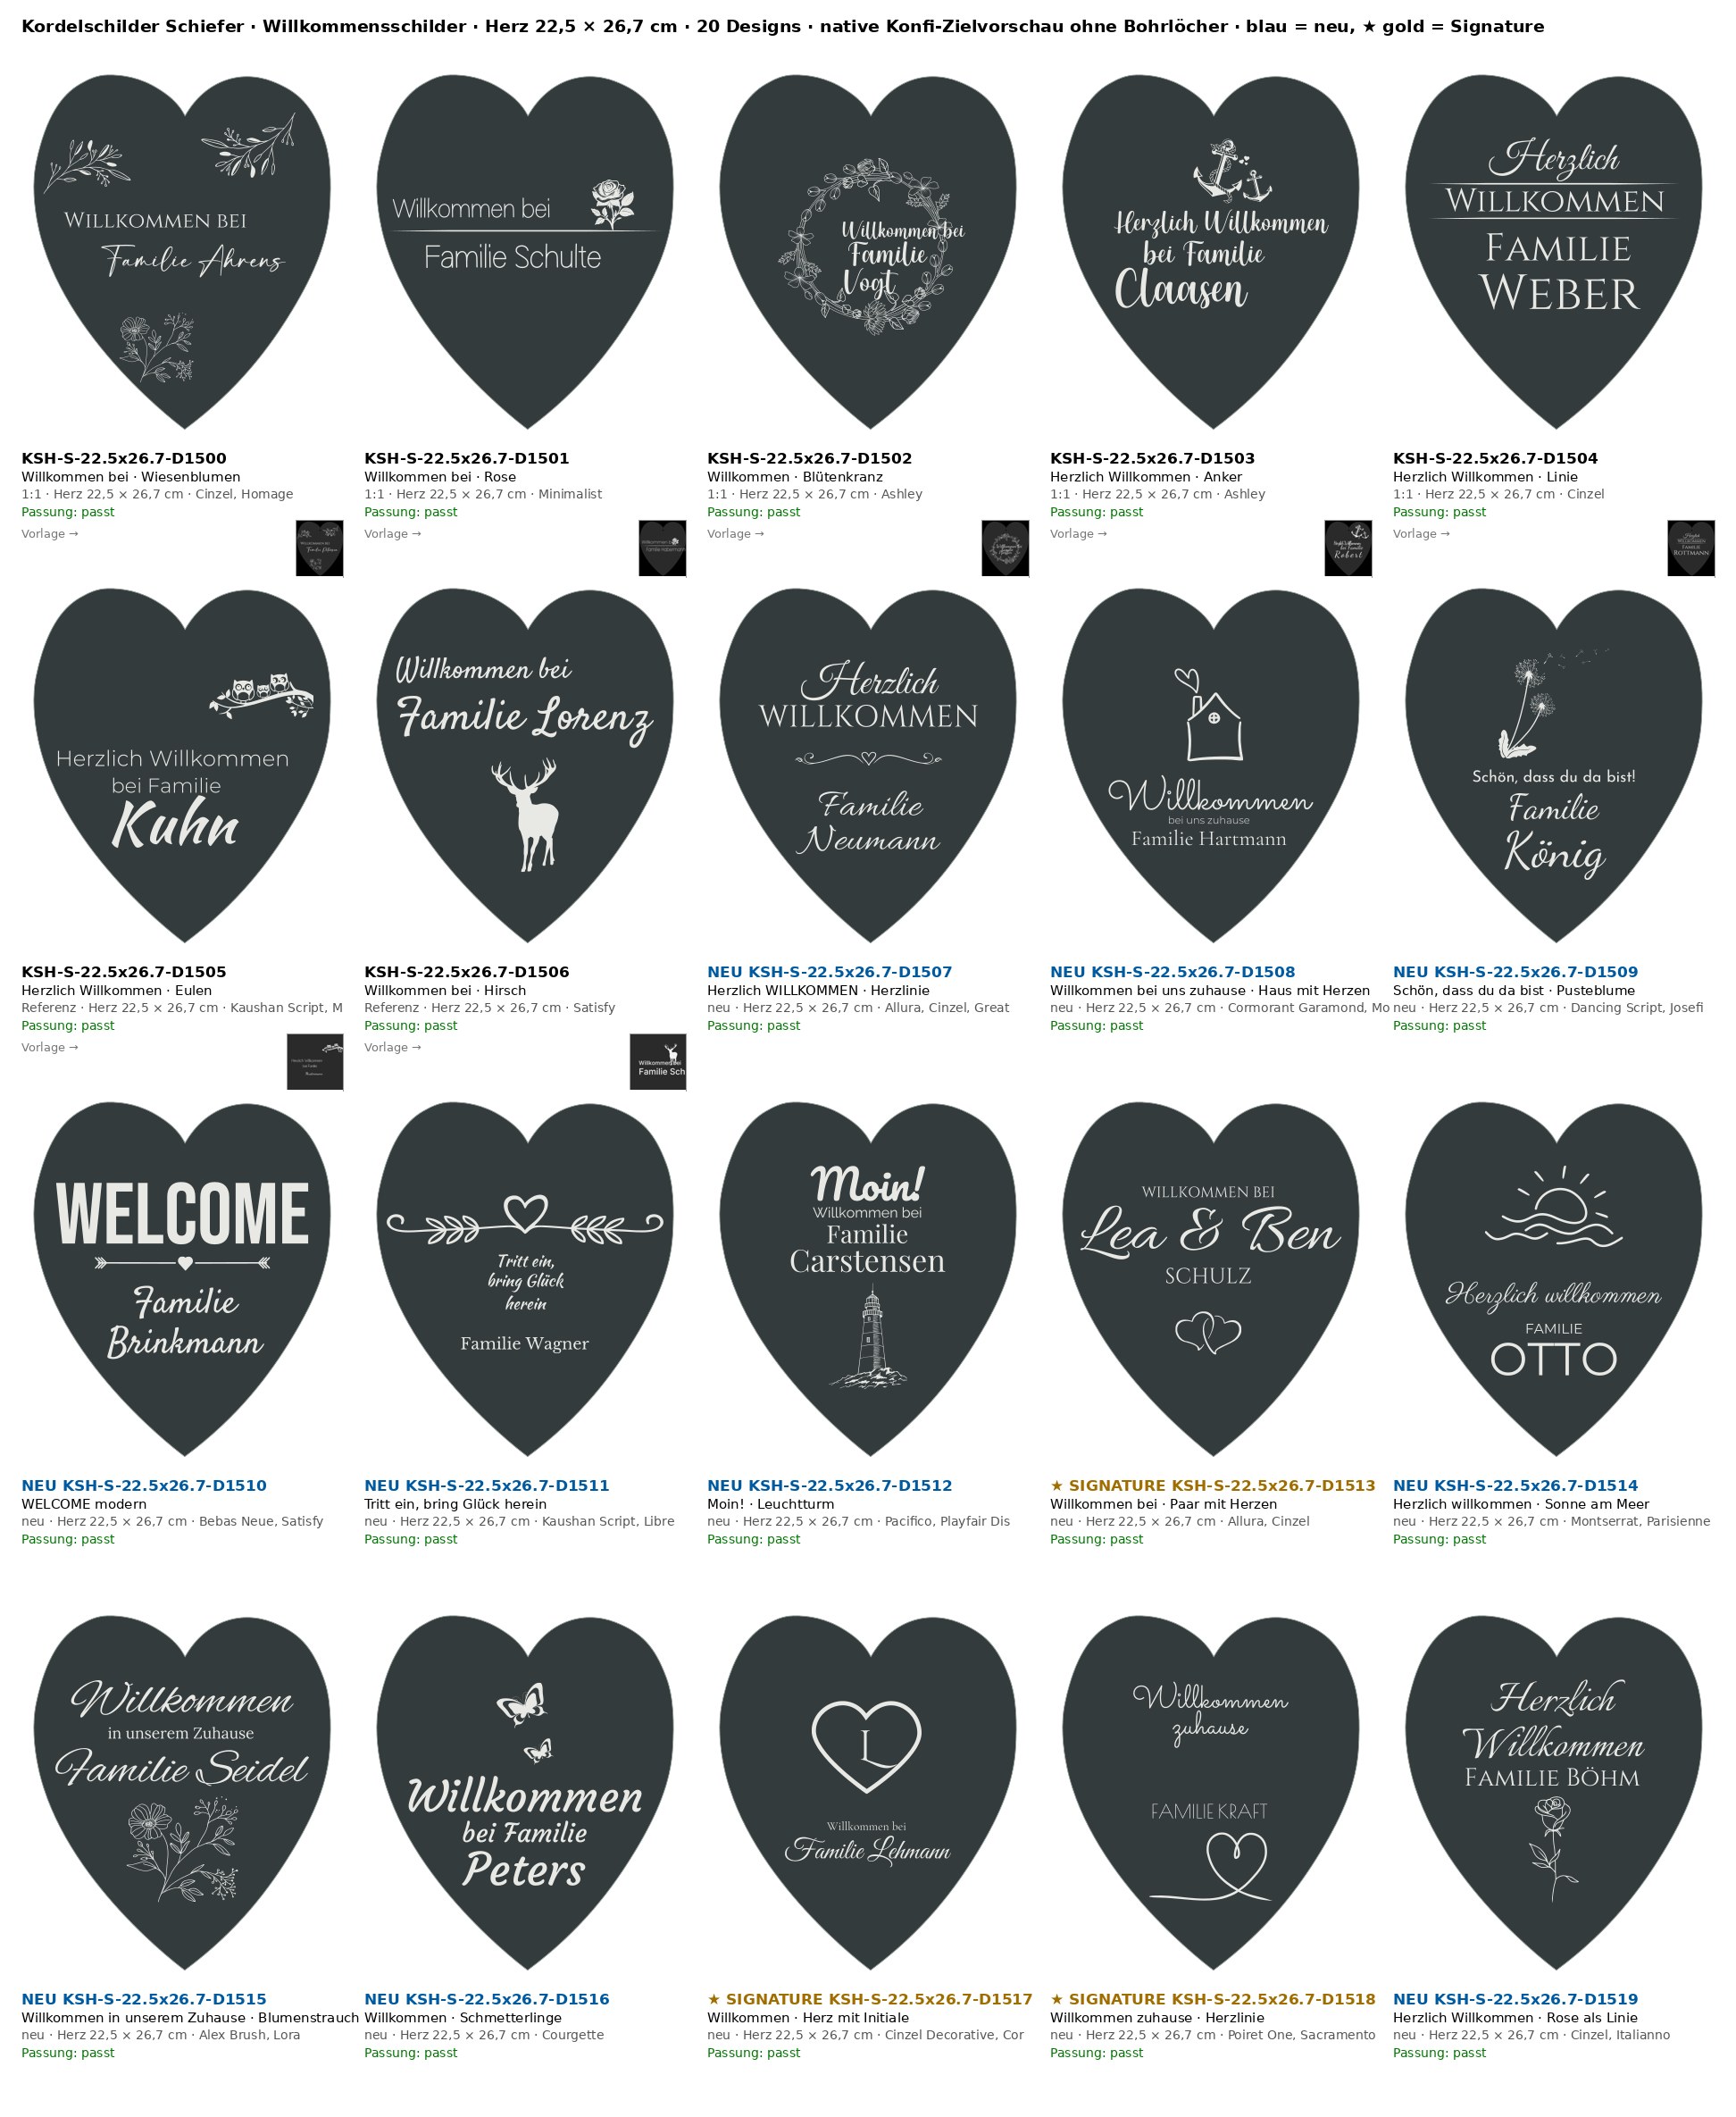 Kordelschilder Schiefer · Willkommensschilder · Herz 22,5 × 26,7 cm · 20 Designs · native Konfi-Zielvorschau ohne Bohrlöcher · blau = neu, ★ gold = Signature
WILLKOMMEN BEI
Familie Ahrens
KSH-S-22.5x26.7-D1500
Willkommen bei · Wiesenblumen
1:1 · Herz 22,5 × 26,7 cm · Cinzel, Homage
Passung: passt
Vorlage →
Willkommen bei
Familie Schulte
KSH-S-22.5x26.7-D1501
Willkommen bei · Rose
1:1 · Herz 22,5 × 26,7 cm · Minimalist
Passung: passt
Vorlage →
Willkommen bei
Familie
Vogt
KSH-S-22.5x26.7-D1502
Willkommen · Blütenkranz
1:1 · Herz 22,5 × 26,7 cm · Ashley
Passung: passt
Vorlage →
Herzlich Willkommen
bei Familie
Claasen
KSH-S-22.5x26.7-D1503
Herzlich Willkommen · Anker
1:1 · Herz 22,5 × 26,7 cm · Ashley
Passung: passt
Vorlage →
Herzlich
WILLKOMMEN
FAMILIE
WEBER
KSH-S-22.5x26.7-D1504
Herzlich Willkommen · Linie
1:1 · Herz 22,5 × 26,7 cm · Cinzel
Passung: passt
Vorlage →
Herzlich Willkommen
bei Familie
Kuhn
KSH-S-22.5x26.7-D1505
Herzlich Willkommen · Eulen
Referenz · Herz 22,5 × 26,7 cm · Kaushan Script, M
Passung: passt
Vorlage →
Willkommen bei
Familie Lorenz
KSH-S-22.5x26.7-D1506
Willkommen bei · Hirsch
Referenz · Herz 22,5 × 26,7 cm · Satisfy
Passung: passt
Vorlage →
Willkommen bei
Familie Sch
Herzlich
WILLKOMMEN
Familie
Neumann
NEU KSH-S-22.5x26.7-D1507
Herzlich WILLKOMMEN · Herzlinie
neu · Herz 22,5 × 26,7 cm · Allura, Cinzel, Great
Passung: passt
Willkommen
bei uns zuhause
Familie Hartmann
NEU KSH-S-22.5x26.7-D1508
Willkommen bei uns zuhause · Haus mit Herzen
neu · Herz 22,5 × 26,7 cm · Cormorant Garamond, Mo
Passung: passt
Schön, dass du da bist!
Familie
König
NEU KSH-S-22.5x26.7-D1509
Schön, dass du da bist · Pusteblume
neu · Herz 22,5 × 26,7 cm · Dancing Script, Josefi
Passung: passt
WELCOME
Familie
Brinkmann
NEU KSH-S-22.5x26.7-D1510
WELCOME modern
neu · Herz 22,5 × 26,7 cm · Bebas Neue, Satisfy
Passung: passt
Tritt ein,
bring Glück
herein
Familie Wagner
NEU KSH-S-22.5x26.7-D1511
Tritt ein, bring Glück herein
neu · Herz 22,5 × 26,7 cm · Kaushan Script, Libre
Passung: passt
Moin!
Willkommen bei
Familie
Carstensen
NEU KSH-S-22.5x26.7-D1512
Moin! · Leuchtturm
neu · Herz 22,5 × 26,7 cm · Pacifico, Playfair Dis
Passung: passt
WILLKOMMEN BEI
Lea & Ben
SCHULZ
★ SIGNATURE KSH-S-22.5x26.7-D1513
Willkommen bei · Paar mit Herzen
neu · Herz 22,5 × 26,7 cm · Allura, Cinzel
Passung: passt
Herzlich willkommen
FAMILIE
OTTO
NEU KSH-S-22.5x26.7-D1514
Herzlich willkommen · Sonne am Meer
neu · Herz 22,5 × 26,7 cm · Montserrat, Parisienne
Passung: passt
Willkommen
in unserem Zuhause
Familie Seidel
NEU KSH-S-22.5x26.7-D1515
Willkommen in unserem Zuhause · Blumenstrauch
neu · Herz 22,5 × 26,7 cm · Alex Brush, Lora
Passung: passt
Willkommen
bei Familie
Peters
NEU KSH-S-22.5x26.7-D1516
Willkommen · Schmetterlinge
neu · Herz 22,5 × 26,7 cm · Courgette
Passung: passt
L
Willkommen bei
Familie Lehmann
★ SIGNATURE KSH-S-22.5x26.7-D1517
Willkommen · Herz mit Initiale
neu · Herz 22,5 × 26,7 cm · Cinzel Decorative, Cor
Passung: passt
Willkommen
zuhause
FAMILIE KRAFT
★ SIGNATURE KSH-S-22.5x26.7-D1518
Willkommen zuhause · Herzlinie
neu · Herz 22,5 × 26,7 cm · Poiret One, Sacramento
Passung: passt
Herzlich
Willkommen
FAMILIE BÖHM
NEU KSH-S-22.5x26.7-D1519
Herzlich Willkommen · Rose als Linie
neu · Herz 22,5 × 26,7 cm · Cinzel, Italianno
Passung: passt